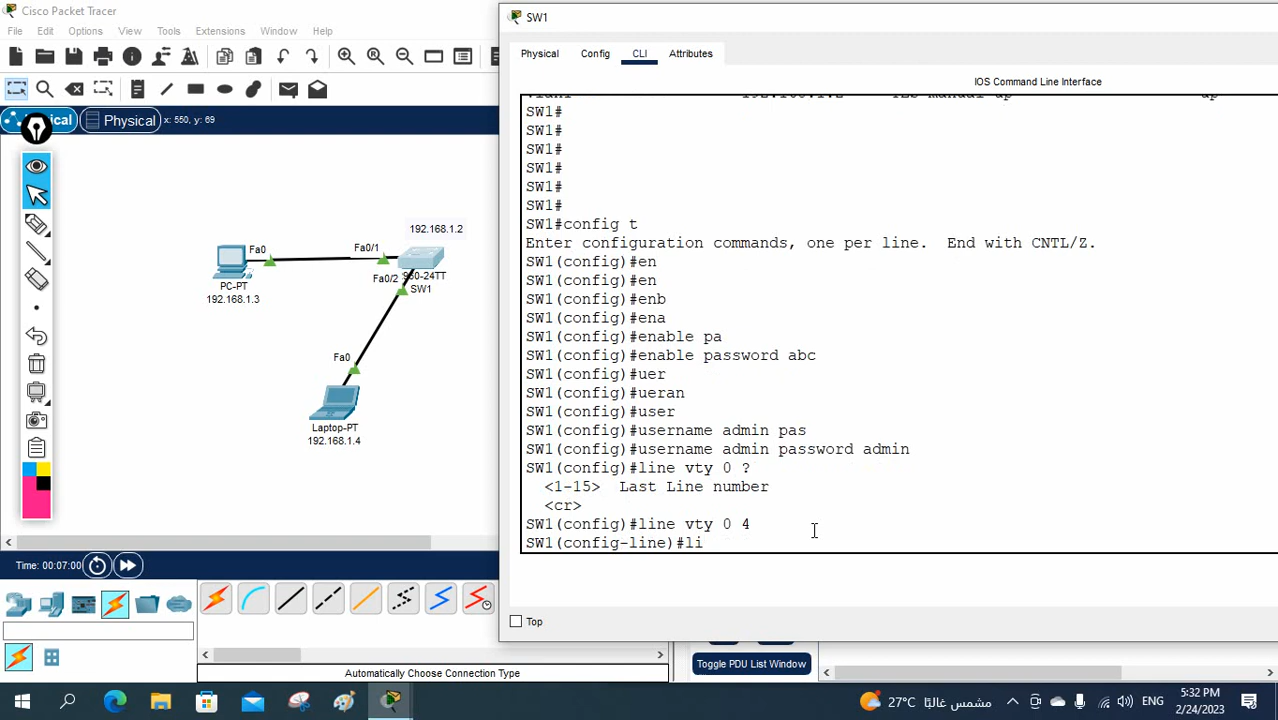 Cisco Packet Tracer
File Edit Options View Tools Extensions Window Help
Physical x: 550, y: 69
192.168.1.2
Fa0
Fa0/1
Fa0/2
SW1
PC-PT
192.168.1.3
Fa0
Laptop-PT
192.168.1.4
Time: 00:07:00
Automatically Choose Connection Type
SW1
Physical Config CLI Attributes
IOS Command Line Interface
SW1#
SW1#
SW1#
SW1#
SW1#
SW1#
SW1#config t
Enter configuration commands, one per line. End with CNTL/Z.
SW1(config)#en
SW1(config)#en
SW1(config)#enb
SW1(config)#ena
SW1(config)#enable pa
SW1(config)#enable password abc
SW1(config)#uer
SW1(config)#ueran
SW1(config)#user
SW1(config)#username admin pas
SW1(config)#username admin password admin
SW1(config)#line vty 0 ?
<1-15> Last Line number
<cr>
SW1(config)#line vty 0 4
SW1(config-line)#li
Top
Toggle PDU List Window
27°C مشمس غالبًا
ENG
5:32 PM
2/24/2023